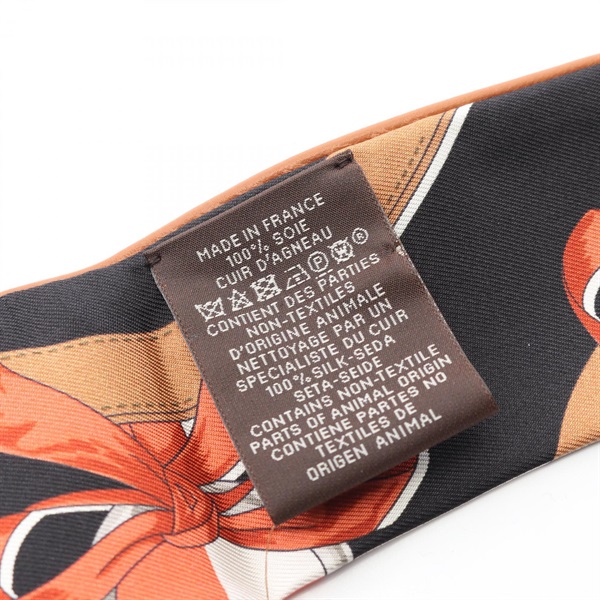 MADE IN FRANCE
100% SOIE
CUIR D'AGNEAU
CONTIENT DES PARTIES
NON-TEXTILES
D'ORIGINE ANIMALE
NETTOYAGE PAR UN
SPECIALISTE DU CUIR
100% SILK-SEDA
SETA-SEIDE
CONTAINS NON-TEXTILE
PARTS OF ANIMAL ORIGIN
CONTIENE PARTES NO
TEXTILES DE
ORIGEN ANIMAL